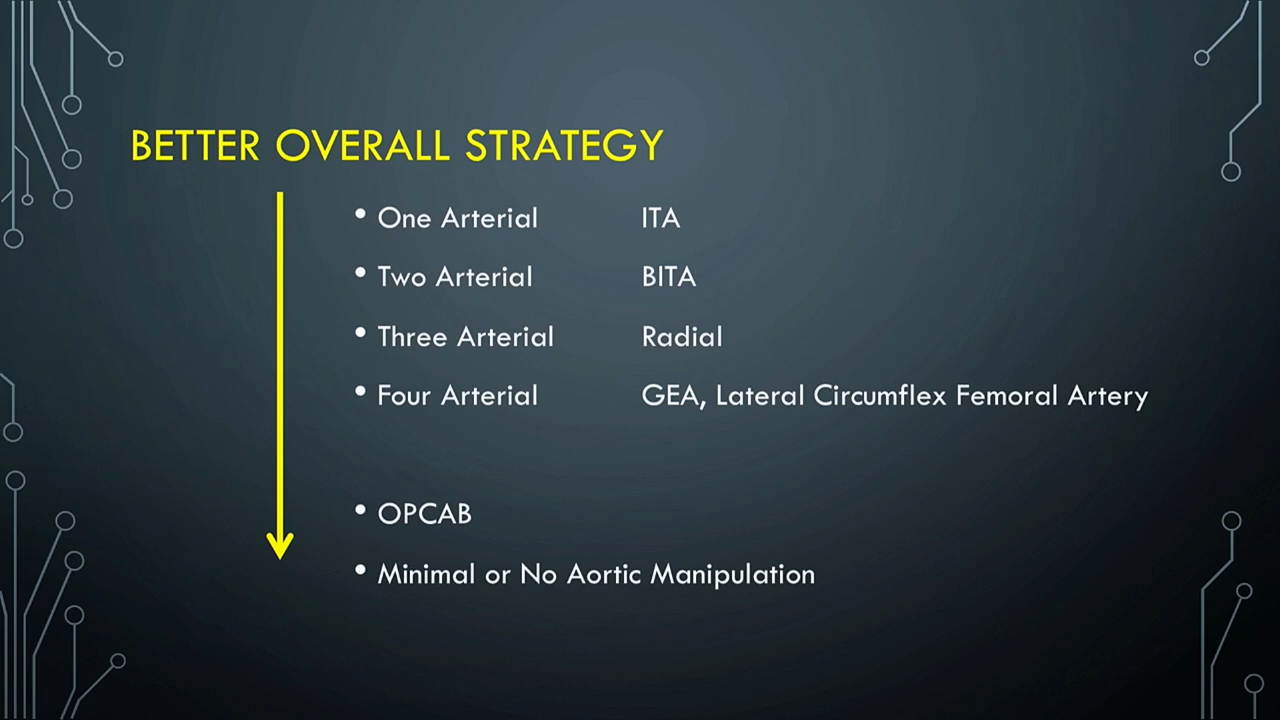 BETTER OVERALL STRATEGY
• One Arterial ITA
• Two Arterial BITA
• Three Arterial Radial
• Four Arterial GEA, Lateral Circumflex Femoral Artery
• OPCAB
• Minimal or No Aortic Manipulation